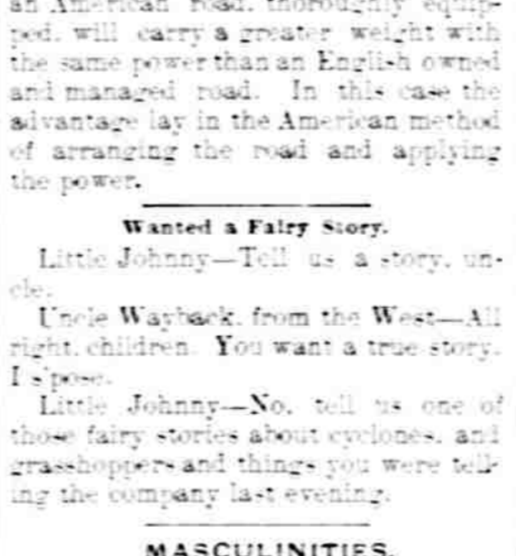 an American road, thoroughly equip-
ped, will carry a greater weight with
the same power than an English owned
and managed road. In this case the
advantage lay in the American method
of arranging the road and applying
the power.
Wanted a Fairy Story.
Little Johnny—Tell us a story, un-
cle.
Uncle Wayback, from the West—All
right, children. You want a true story,
I s'pose.
Little Johnny—No, tell us one of
those fairy stories about cyclones, and
grasshoppers and things you were tell-
ing the company last evening.
MASCULINITIES.